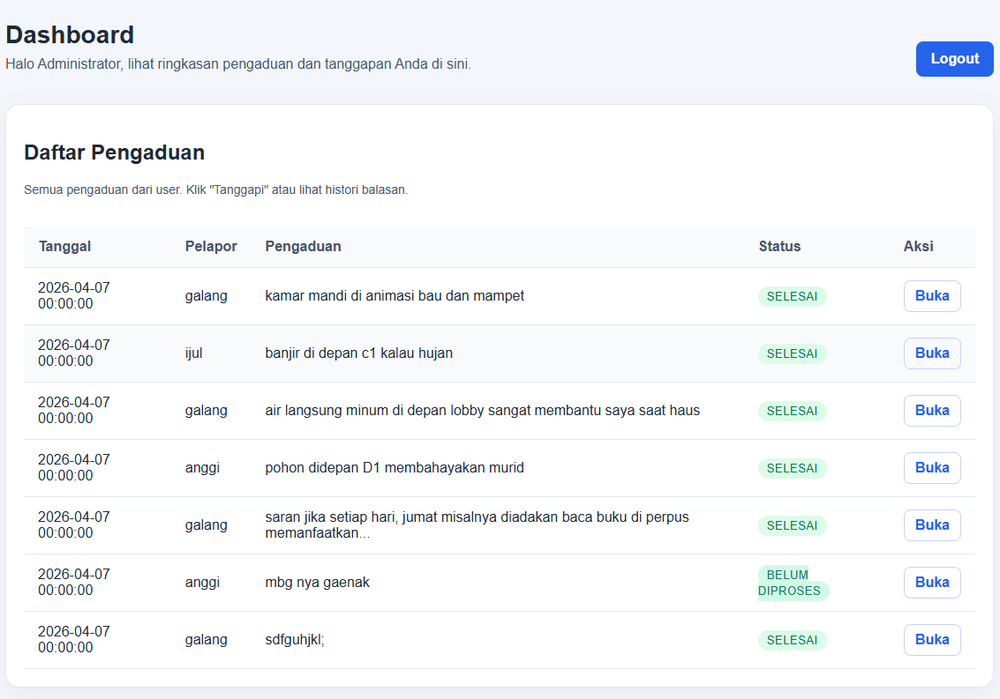 Dashboard
Halo Administrator, lihat ringkasan pengaduan dan tanggapan Anda di sini.
Logout
Daftar Pengaduan
Semua pengaduan dari user. Klik "Tanggapi" atau lihat histori balasan.
Tanggal Pelapor Pengaduan Status Aksi
2026-04-07
00:00:00
galang
kamar mandi di animasi bau dan mampet
SELESAI
Buka
2026-04-07
00:00:00
ijul
banjir di depan c1 kalau hujan
SELESAI
Buka
2026-04-07
00:00:00
galang
air langsung minum di depan lobby sangat membantu saya saat haus
SELESAI
Buka
2026-04-07
00:00:00
anggi
pohon didepan D1 membahayakan murid
SELESAI
Buka
2026-04-07
00:00:00
galang
saran jika setiap hari, jumat misalnya diadakan baca buku di perpus
memanfaatkan...
SELESAI
Buka
2026-04-07
00:00:00
anggi
mbg nya gaenak
BELUM
DIPROSES
Buka
2026-04-07
00:00:00
galang
sdfguhjkl;
SELESAI
Buka